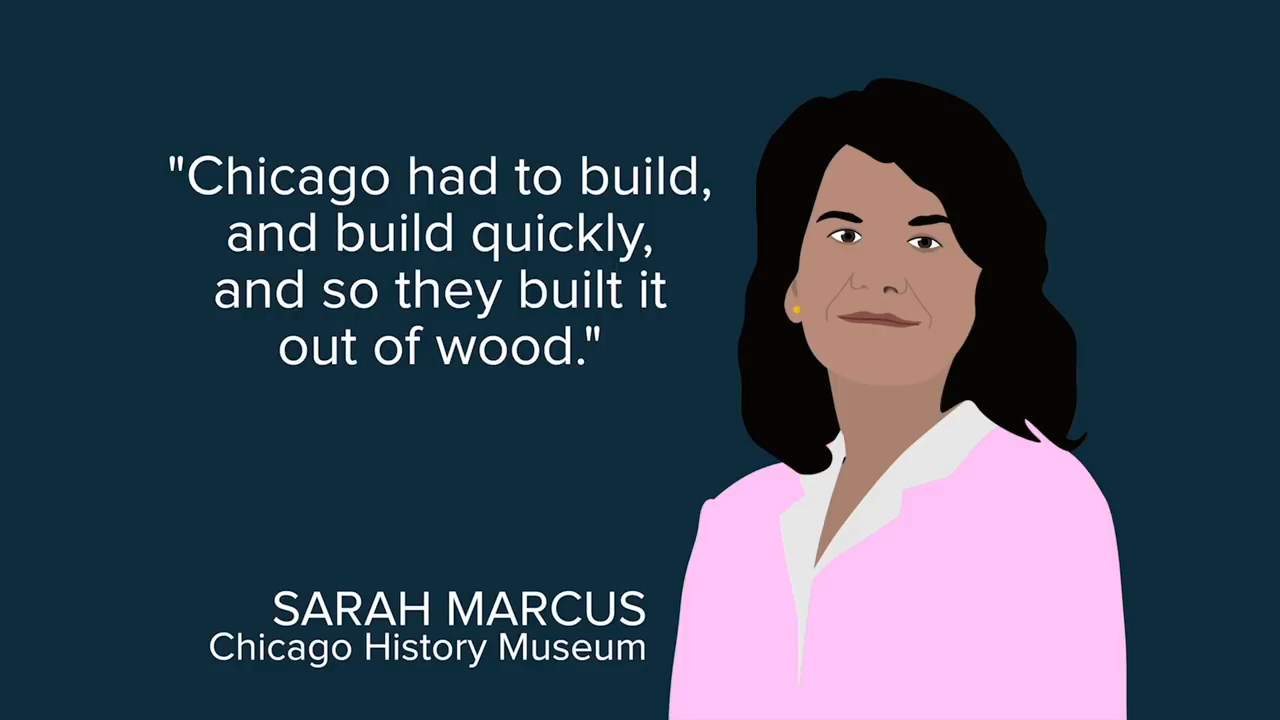 "Chicago had to build,
and build quickly,
and so they built it
out of wood."
SARAH MARCUS
Chicago History Museum